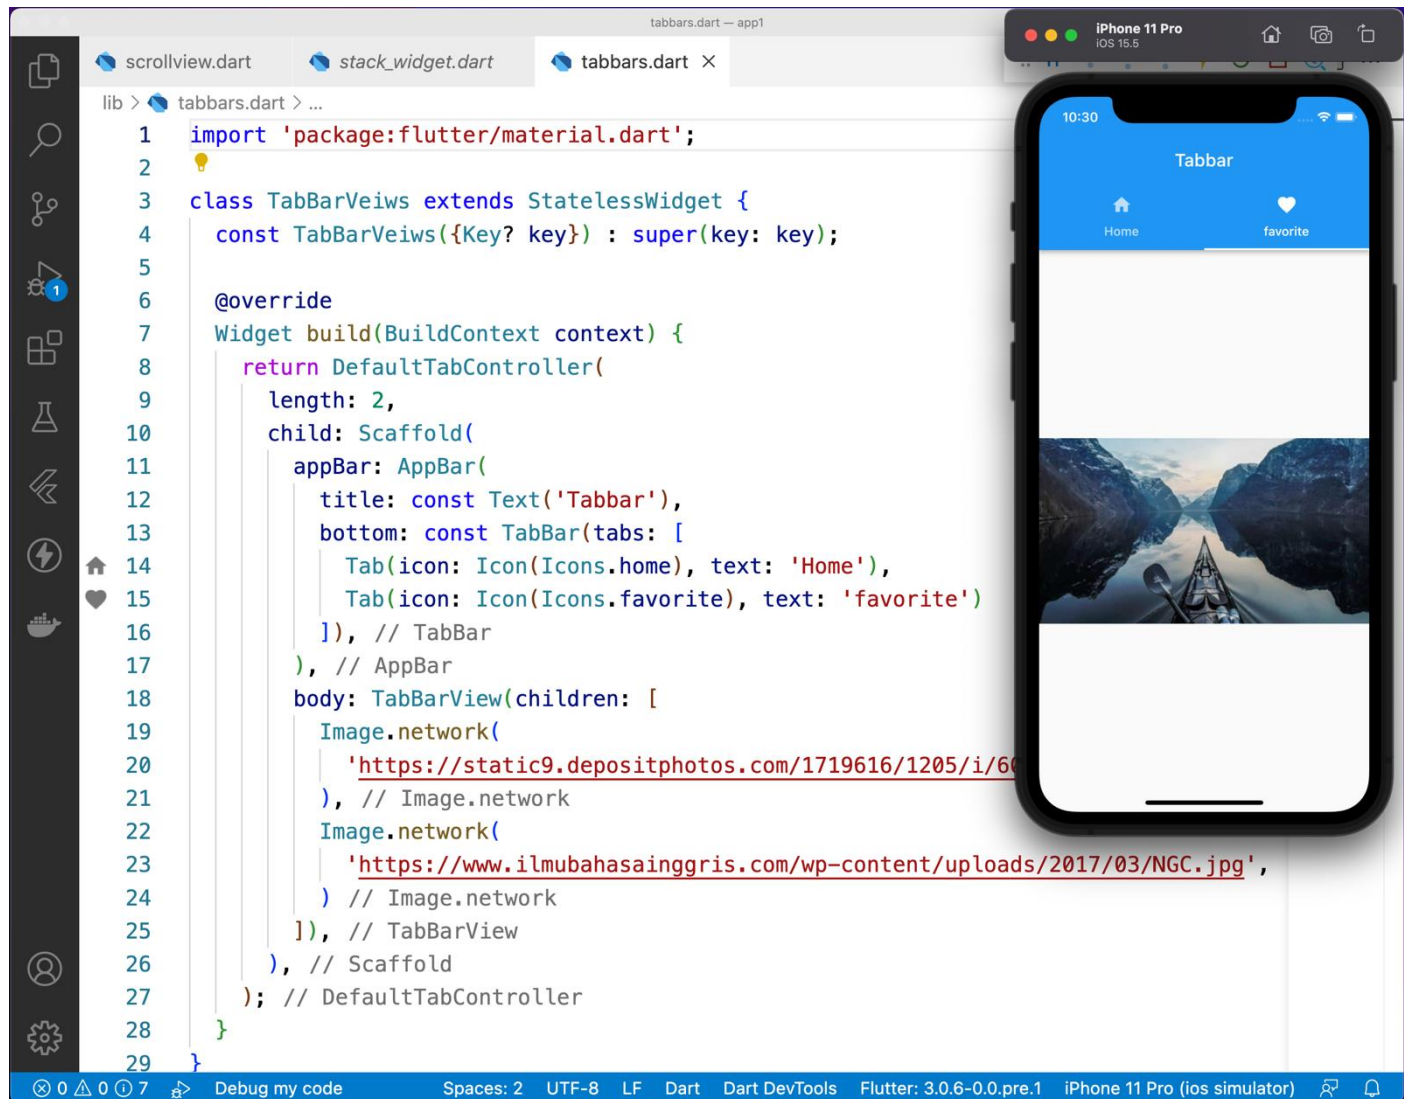 tabbars.dart — app1
scrollview.dart
stack_widget.dart
tabbars.dart
lib > tabbars.dart > ...
1 import 'package:flutter/material.dart';
2
3 class TabBarVeiws extends StatelessWidget {
4 const TabBarVeiws({Key? key}) : super(key: key);
5
6 @override
7 Widget build(BuildContext context) {
8 return DefaultTabController(
9 length: 2,
10 child: Scaffold(
11 appBar: AppBar(
12 title: const Text('Tabbar'),
13 bottom: const TabBar(tabs: [
14 Tab(icon: Icon(Icons.home), text: 'Home'),
15 Tab(icon: Icon(Icons.favorite), text: 'favorite')
16 ]), // TabBar
17 ), // AppBar
18 body: TabBarView(children: [
19 Image.network(
20 'https://static9.depositphotos.com/1719616/1205/i/
21 ), // Image.network
22 Image.network(
23 'https://www.ilmubahasainggris.com/wp-content/uploads/2017/03/NGC.jpg',
24 ) // Image.network
25 ]), // TabBarView
26 ), // Scaffold
27 ); // DefaultTabController
28 }
29 }
1
iPhone 11 Pro
iOS 15.5
10:30
Tabbar
Home
favorite
0 0 7 Debug my code Spaces: 2 UTF-8 LF Dart Dart DevTools Flutter: 3.0.6-0.0.pre.1 iPhone 11 Pro (ios simulator)